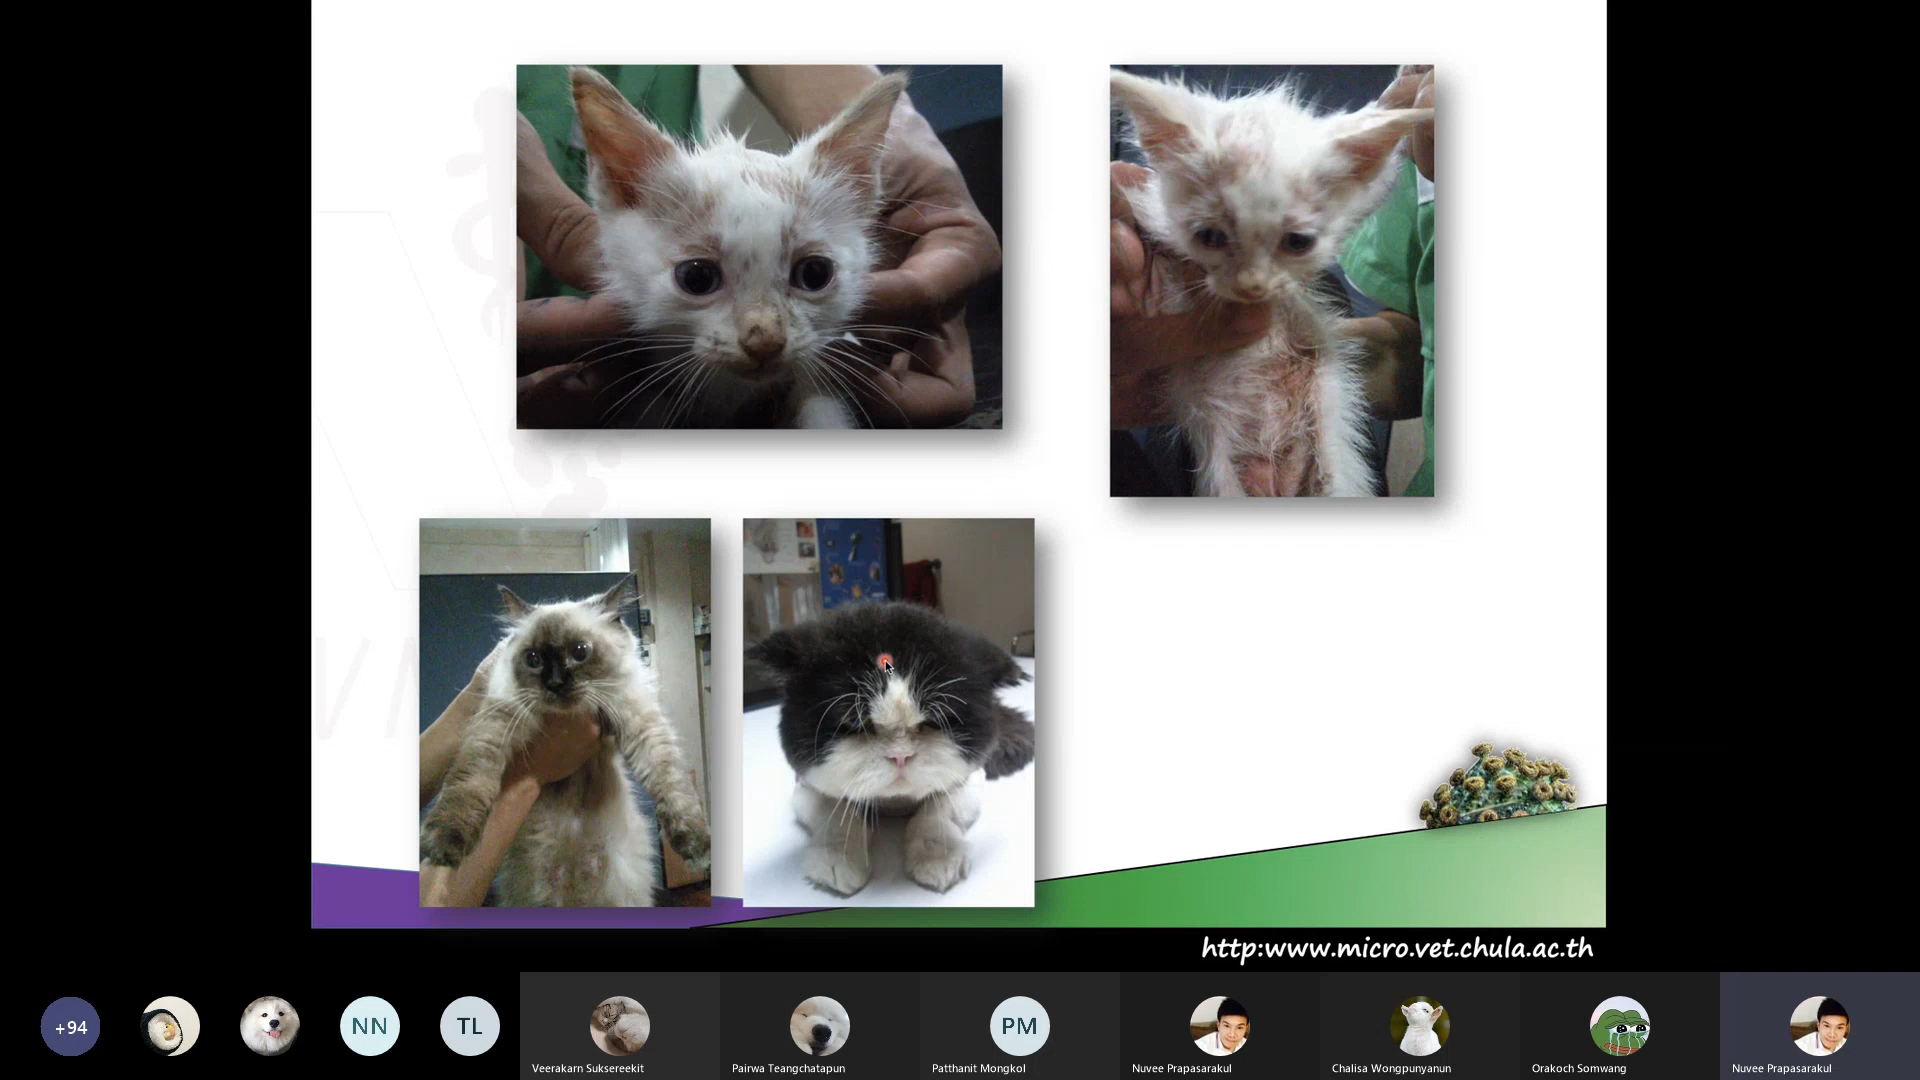 http:www.micro.vet.chula.ac.th
+94
NN
TL
PM
Veerakarn Suksereekit
Pairwa Teangchatapun
Patthanit Mongkol
Nuvee Prapasarakul
Chalisa Wongpunyanun
Orakoch Somwang
Nuvee Prapasarakul